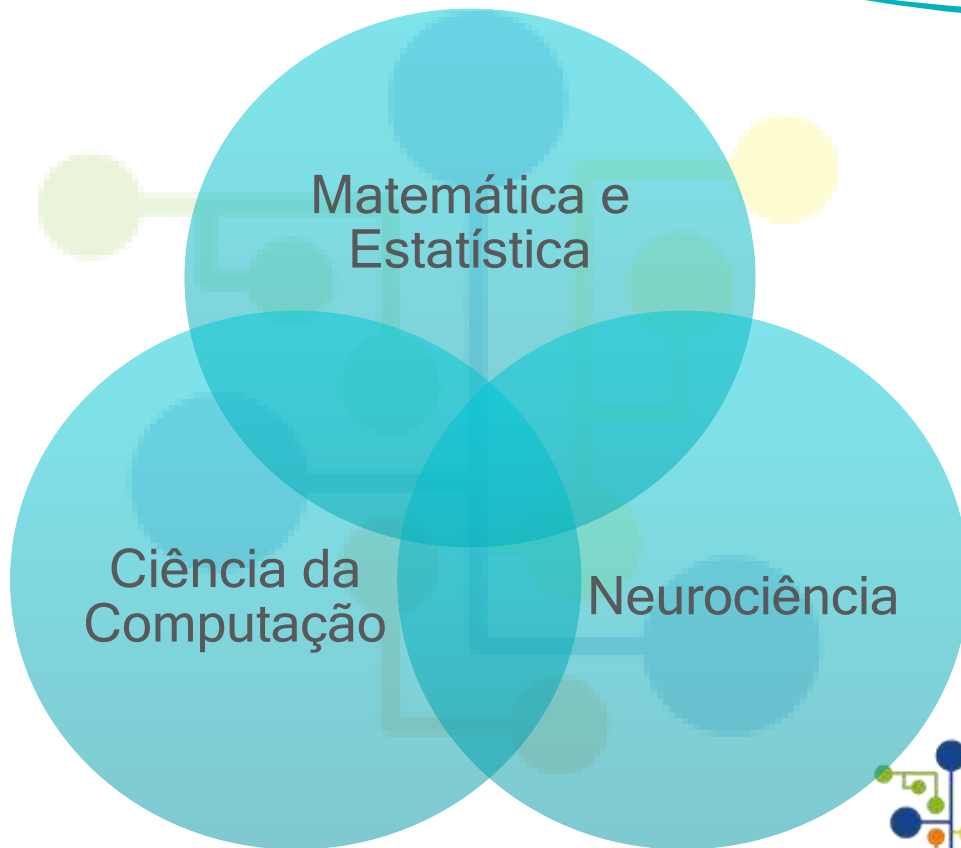 Matemática e
Estatística
Ciência da
Computação
Neurociência